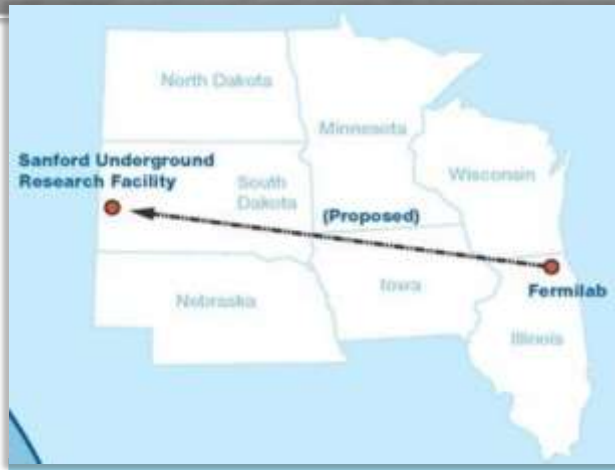 North Dakota
Minnesota
Sanford Underground
Research Facility
South
Dakota
Wisconsin
(Proposed)
Nebraska
Iowa
Fermilab
Illinois